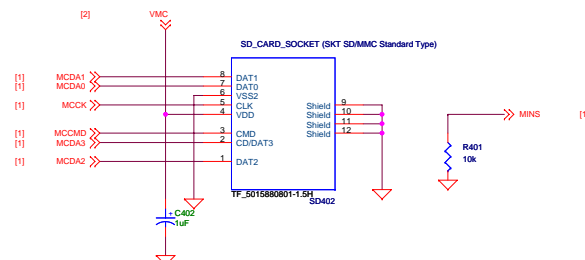 [2] VMC
SD_CARD_SOCKET (SKT SD/MMC Standard Type)
[1] MCDA1 8 DAT1
[1] MCDA0 7 DAT0
6 VSS2
[1] MCCK 5 CLK
4 VDD
[1] MCCMD 3 CMD
[1] MCDA3 2 CD/DAT3
[1] MCDA2 1 DAT2
Shield 9
Shield 10
Shield 11
Shield 12
MINS [1
R401
10k
TF_5015880801-1.5H
SD402
+ C402
1uF